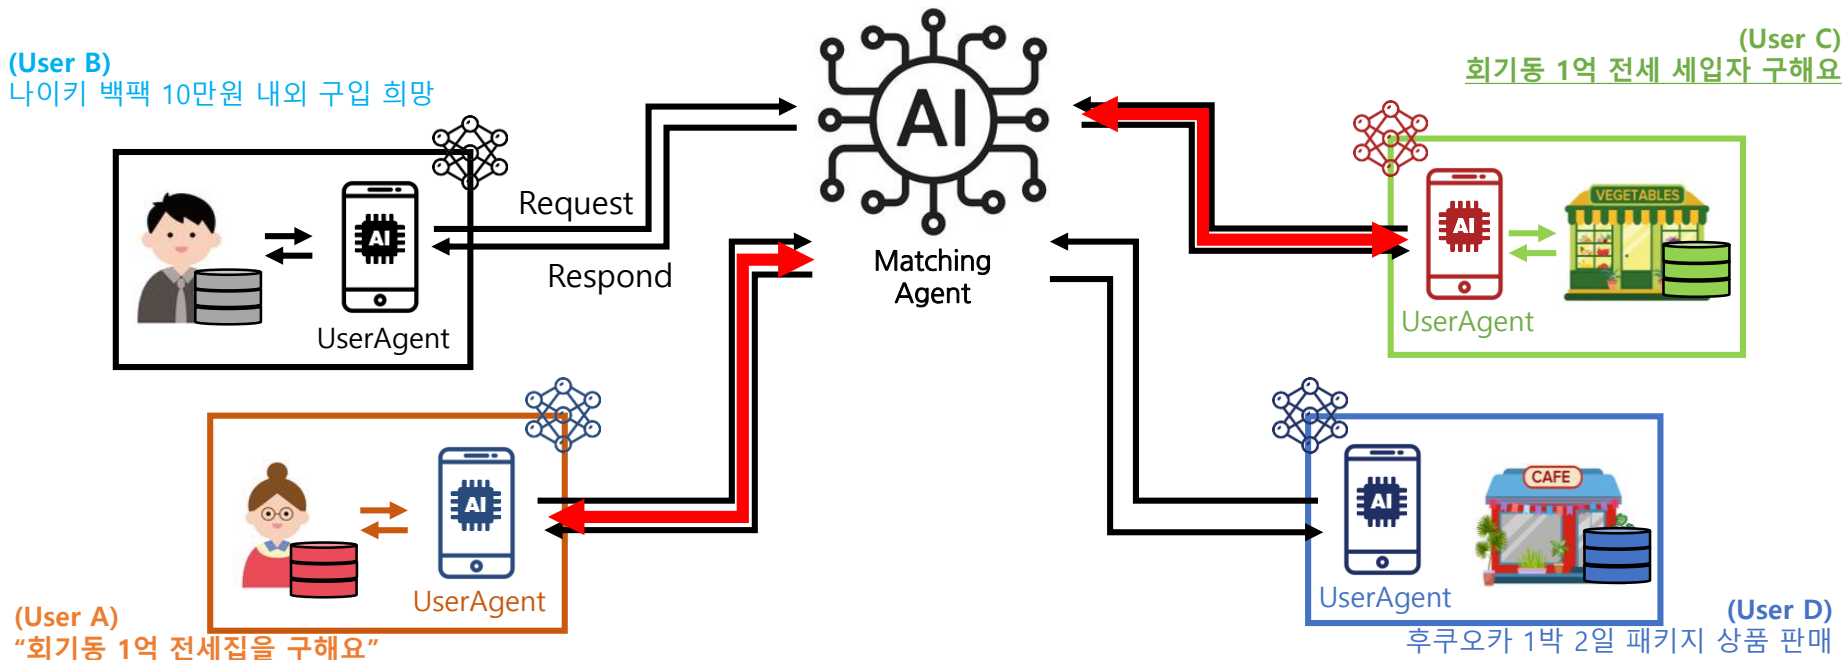 (User B)
나이키 백팩 10만원 내외 구입 희망
(User C)
회기동 1억 전세 세입자 구해요
AI
Matching
Agent
Request
Respond
AI
UserAgent
AI
UserAgent
VEGETABLES
AI
UserAgent
(User A)
“회기동 1억 전세집을 구해요”
AI
UserAgent
CAFE
(User D)
후쿠오카 1박 2일 패키지 상품 판매